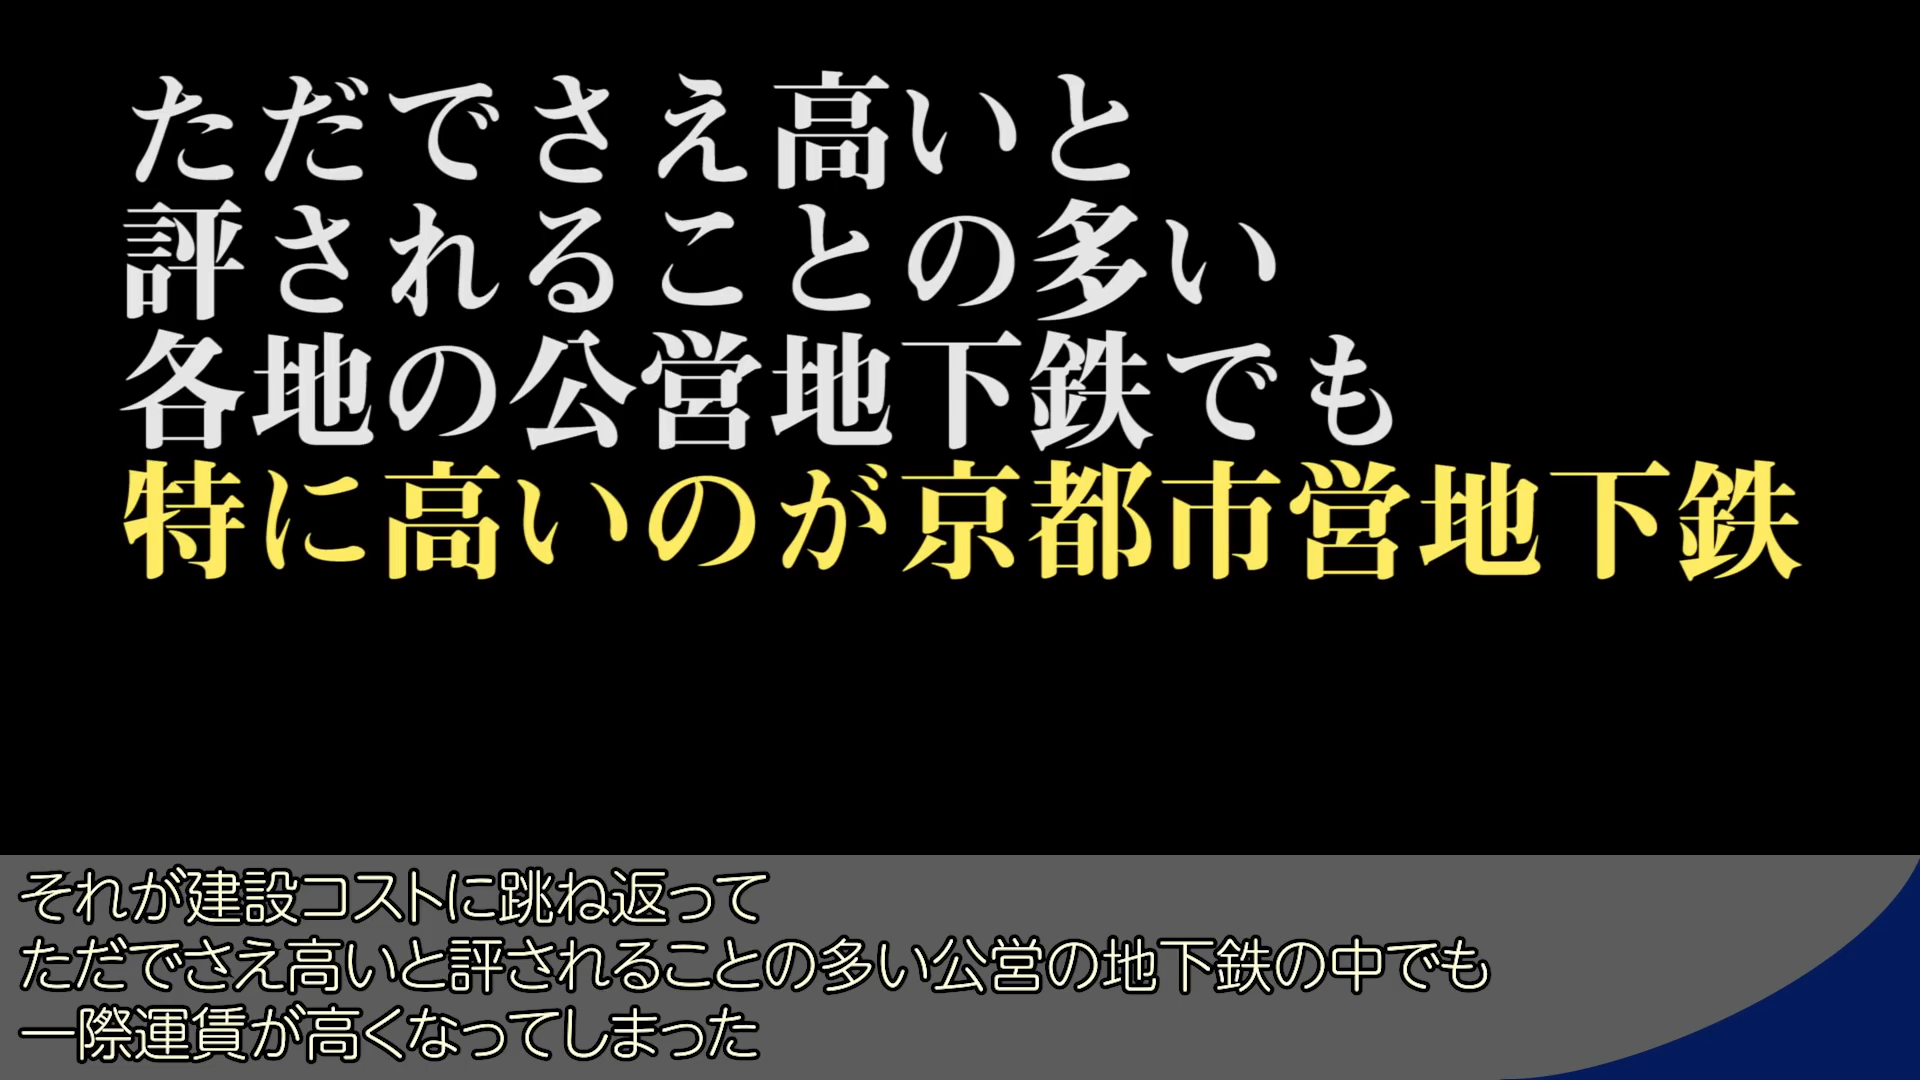 ただでさえ高いと
評されることの多い
各地の公営地下鉄でも
特に高いのが京都市営地下鉄
それが建設コストに跳ね返って
ただでさえ高いと評されることの多い公営の地下鉄の中でも
一際運賃が高くなってしまった